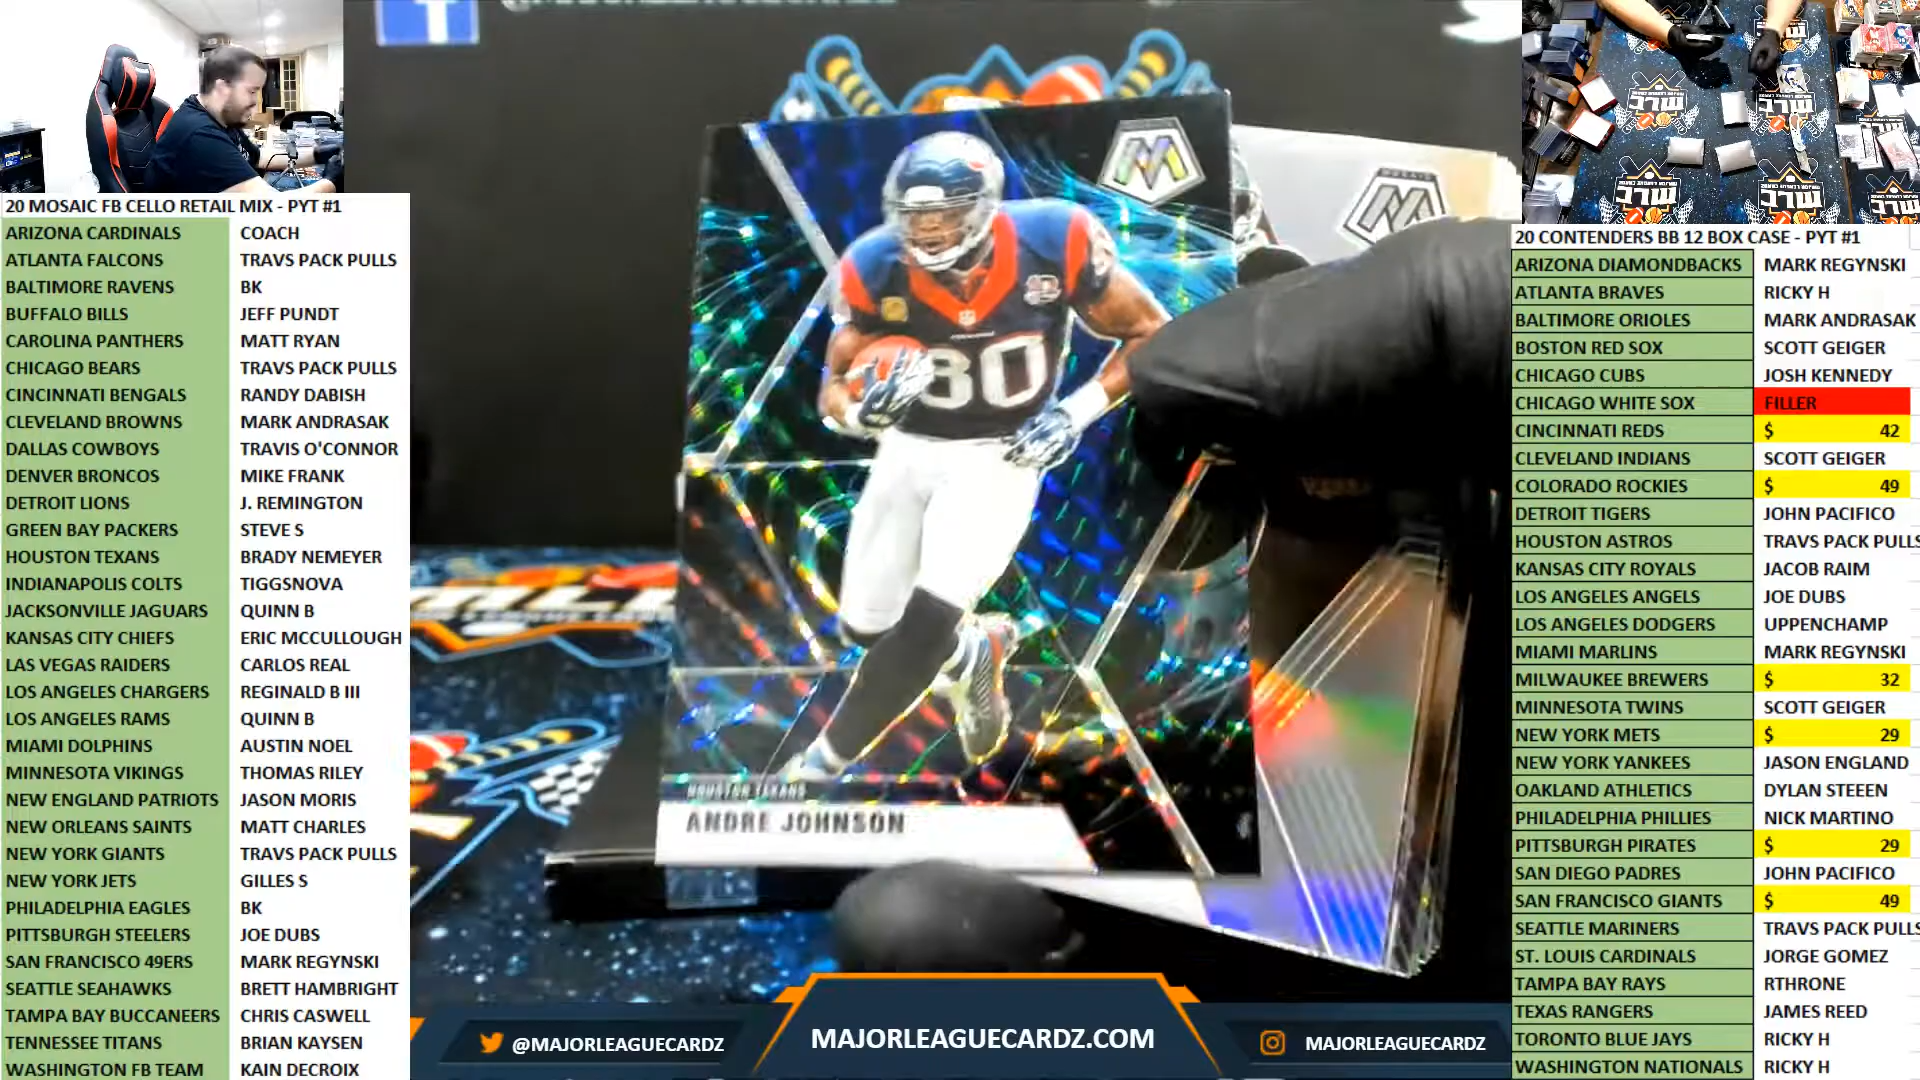 20 MOSAIC FB CELLO RETAIL MIX - PYT #1
ARIZONA CARDINALS COACH
ATLANTA FALCONS TRAVS PACK PULLS
BALTIMORE RAVENS BK
BUFFALO BILLS JEFF PUNDT
CAROLINA PANTHERS MATT RYAN
CHICAGO BEARS TRAVS PACK PULLS
CINCINNATI BENGALS RANDY DABISH
CLEVELAND BROWNS MARK ANDRASAK
DALLAS COWBOYS TRAVIS O'CONNOR
DENVER BRONCOS MIKE FRANK
DETROIT LIONS J. REMINGTON
GREEN BAY PACKERS STEVE S
HOUSTON TEXANS BRADY NEMEYER
INDIANAPOLIS COLTS TIGGSNOVA
JACKSONVILLE JAGUARS QUINN B
KANSAS CITY CHIEFS ERIC MCCULLOUGH
LAS VEGAS RAIDERS CARLOS REAL
LOS ANGELES CHARGERS REGINALD B III
LOS ANGELES RAMS QUINN B
MIAMI DOLPHINS AUSTIN NOEL
MINNESOTA VIKINGS THOMAS RILEY
NEW ENGLAND PATRIOTS JASON MORIS
NEW ORLEANS SAINTS MATT CHARLES
NEW YORK GIANTS TRAVS PACK PULLS
NEW YORK JETS GILLES S
PHILADELPHIA EAGLES BK
PITTSBURGH STEELERS JOE DUBS
SAN FRANCISCO 49ERS MARK REGYNSKI
SEATTLE SEAHAWKS BRETT HAMBRIGHT
TAMPA BAY BUCCANEERS CHRIS CASWELL
TENNESSEE TITANS BRIAN KAYSEN
WASHINGTON FB TEAM KAIN DECROIX
80
HOUSTON TEXANS
ANDRE JOHNSON
@MAJORLEAGUECARDZ
MAJORLEAGUECARDZ.COM
MAJORLEAGUECARDZ
20 CONTENDERS BB 12 BOX CASE - PYT #1
ARIZONA DIAMONDBACKS MARK REGYNSKI
ATLANTA BRAVES RICKY H
BALTIMORE ORIOLES MARK ANDRASAK
BOSTON RED SOX SCOTT GEIGER
CHICAGO CUBS JOSH KENNEDY
CHICAGO WHITE SOX FILLER
CINCINNATI REDS $ 42
CLEVELAND INDIANS SCOTT GEIGER
COLORADO ROCKIES $ 49
DETROIT TIGERS JOHN PACIFICO
HOUSTON ASTROS TRAVS PACK PULLS
KANSAS CITY ROYALS JACOB RAIM
LOS ANGELES ANGELS JOE DUBS
LOS ANGELES DODGERS UPPENCHAMP
MIAMI MARLINS MARK REGYNSKI
MILWAUKEE BREWERS $ 32
MINNESOTA TWINS SCOTT GEIGER
NEW YORK METS $ 29
NEW YORK YANKEES JASON ENGLAND
OAKLAND ATHLETICS DYLAN STEEEN
PHILADELPHIA PHILLIES NICK MARTINO
PITTSBURGH PIRATES $ 29
SAN DIEGO PADRES JOHN PACIFICO
SAN FRANCISCO GIANTS $ 49
SEATTLE MARINERS TRAVS PACK PULLS
ST. LOUIS CARDINALS JORGE GOMEZ
TAMPA BAY RAYS RTHRONE
TEXAS RANGERS JAMES REED
TORONTO BLUE JAYS RICKY H
WASHINGTON NATIONALS RICKY H